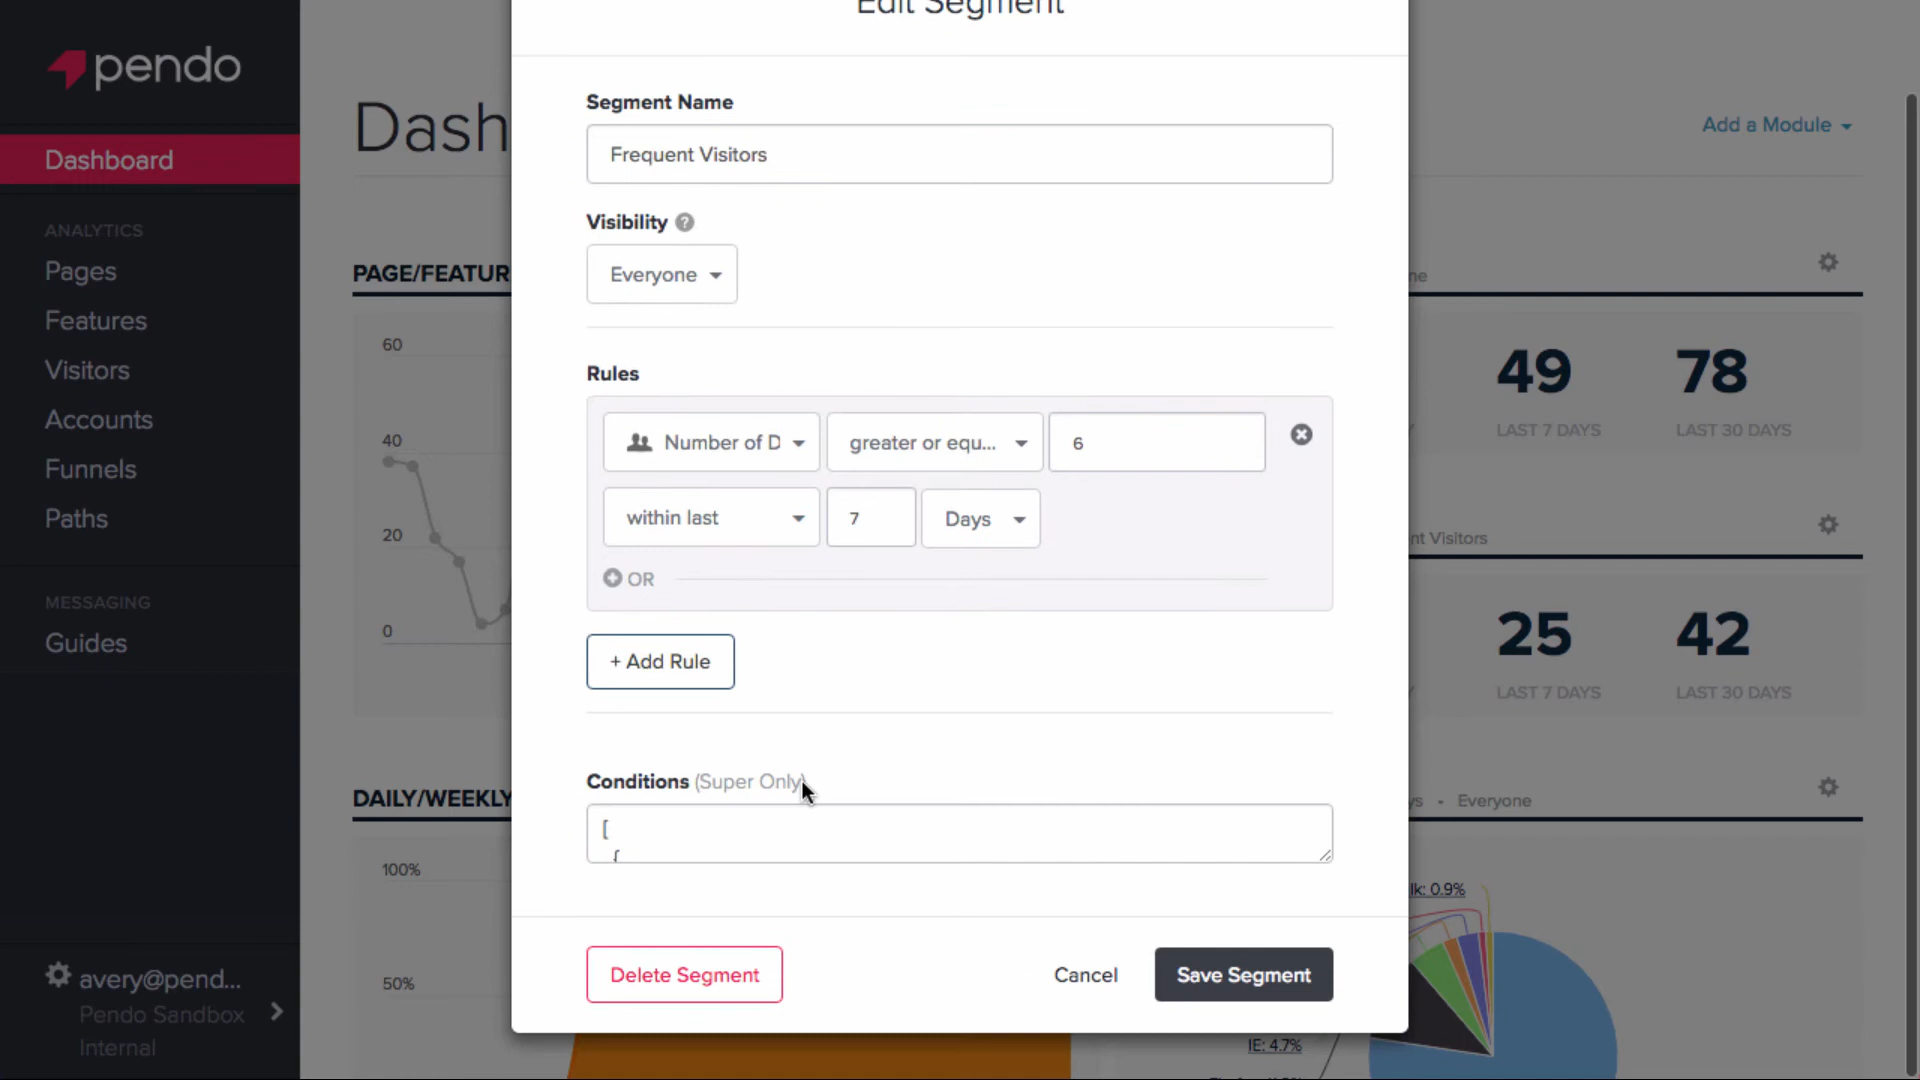 pendo
Dashboard
ANALYTICS
Pages
Features
Visitors
Accounts
Funnels
Paths
MESSAGING
Guides
avery@pend...
Pendo Sandbox
Internal
Dash
Add a Module
PAGE/FEATUR
60
40
20
0
ne
49
78
LAST 7 DAYS
LAST 30 DAYS
nt Visitors
25
42
LAST 7 DAYS
LAST 30 DAYS
DAILY/WEEKLY
100%
50%
ys - Everyone
lk: 0.9%
IE: 4.7%
Edit Segment
Segment Name
Frequent Visitors
Visibility ?
Everyone
Rules
Number of D
greater or equ...
6
within last
7
Days
OR
+ Add Rule
Conditions (Super Only)
[
{
Delete Segment
Cancel
Save Segment